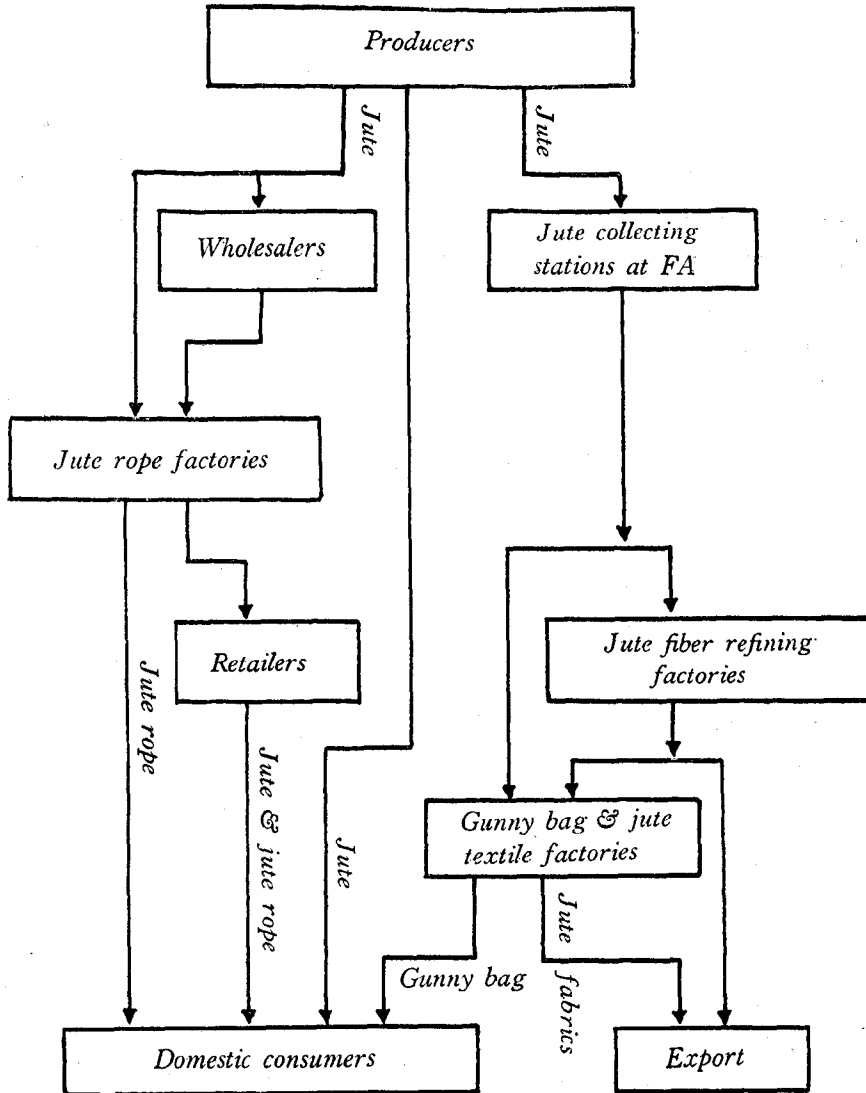 Producers
Jute
Jute
Wholesalers
Jute collecting
stations at FA
Jute rope factories
Retailers
Jute fiber refining
factories
Jute rope
Jute & jute rope
Jute
Gunny bag & jute
textile factories
Gunny bag
Jute fabrics
Domestic consumers
Export